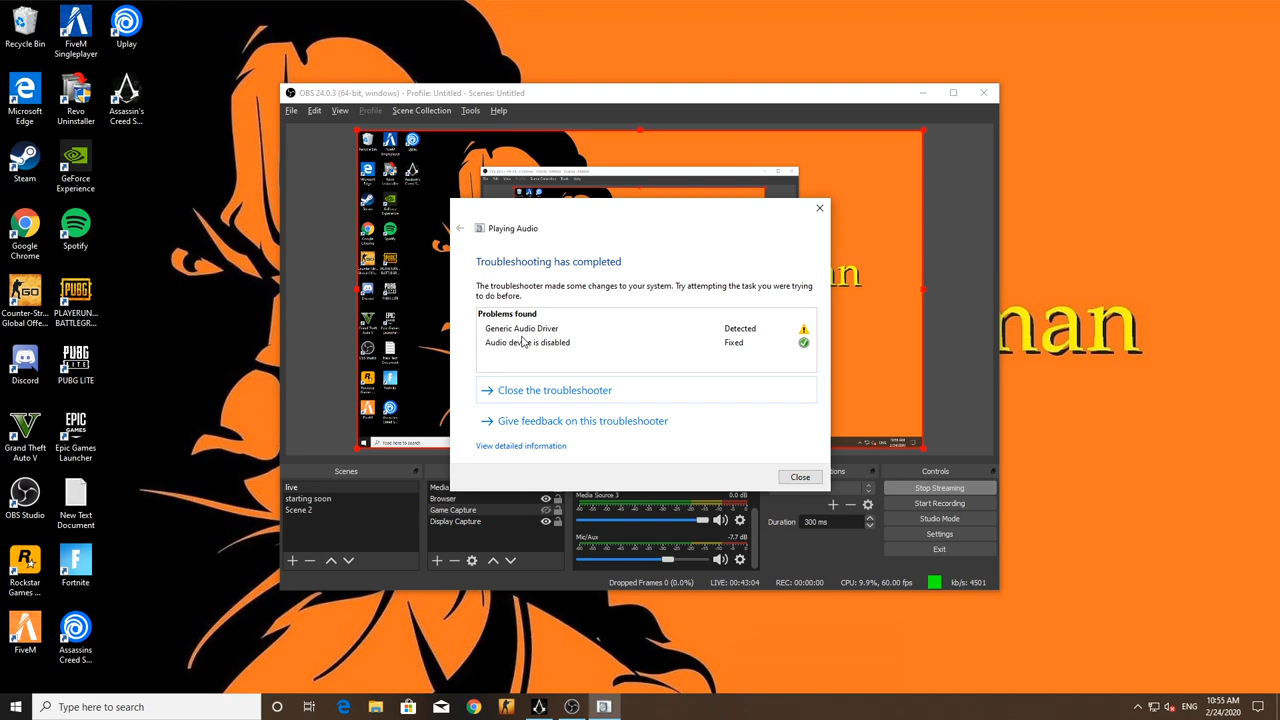 Recycle Bin
FiveM Singleplayer
Uplay
Microsoft Edge
Revo Uninstaller
Assassin's Creed S...
Steam
GeForce Experience
Google Chrome
Spotify
Counter-Str... Global Offe...
PLAYERUN... BATTLEGR...
Discord
PUBG LITE
Grand Theft Auto V
Epic Games Launcher
OBS Studio
New Text Document
Rockstar Games ...
Fortnite
FiveM
Assassins Creed S...
OBS 24.0.3 (64-bit, windows) - Profile: Untitled - Scenes: Untitled
File Edit View Profile Scene Collection Tools Help
Playing Audio
Troubleshooting has completed
The troubleshooter made some changes to your system. Try attempting the task you were trying
to do before.
Problems found
Generic Audio Driver Detected
Audio device is disabled Fixed
Close the troubleshooter
Give feedback on this troubleshooter
View detailed information
Close
an
nan
Scenes
live
starting soon
Scene 2
Media
Browser
Game Capture
Display Capture
Media Source 3 0.0 dB
Mic/Aux -7.7 dB
Duration 300 ms
Controls
Stop Streaming
Start Recording
Studio Mode
Settings
Exit
Dropped Frames 0 (0.0%) LIVE: 00:43:04 REC: 00:00:00 CPU: 9.9%, 60.00 fps kb/s: 4501
Type here to search
ENG
10:55 AM
2/24/2020